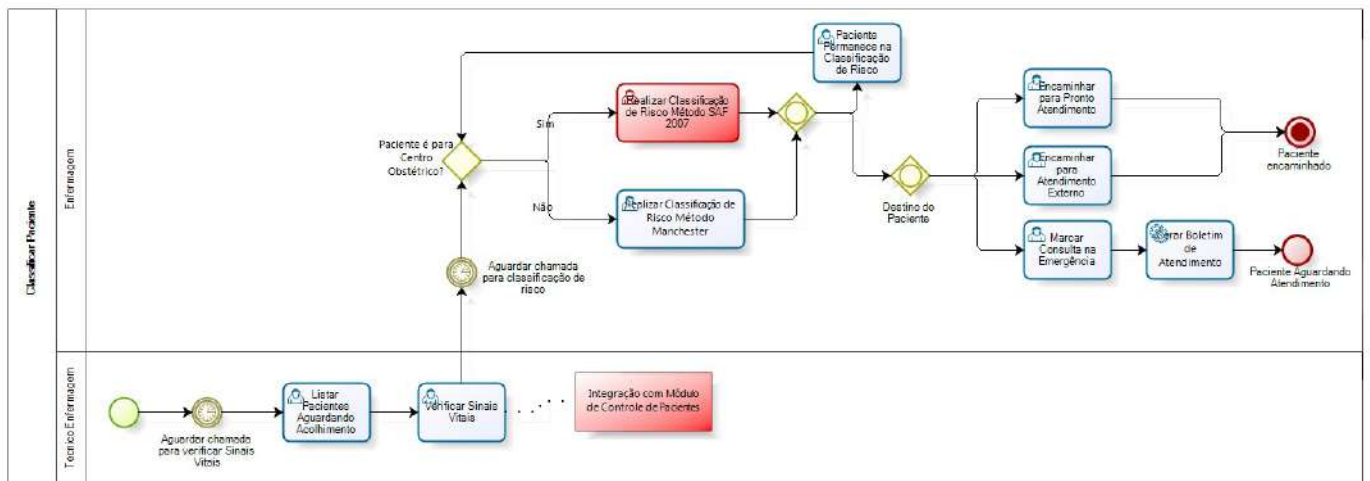 Classificar Paciente
Enfermagem
Paciente
Permanece na
Classificação
de Risco
Realizar Classificação
de Risco Método SAF
2007
Sim
Paciente é para
Centro
Obstétrico?
Não
Realizar Classificação de
Risco Método
Manchester
Aguardar chamada
para classificação de
risco
Destino do
Paciente
Encaminhar
para Pronto
Atendimento
Encaminhar
para
Atendimento
Externo
Marcar
Consulta na
Emergência
Gerar Boletim
de
Atendimento
Paciente
encaminhado
Paciente Aguardando
Atendimento
Técnico Enfermagem
Aguardar chamada
para verificar Sinais
Vitais
Listar
Pacientes
Aguardando
Acolhimento
Verificar Sinais
Vitais
Integração com Módulo
de Controle de Pacientes